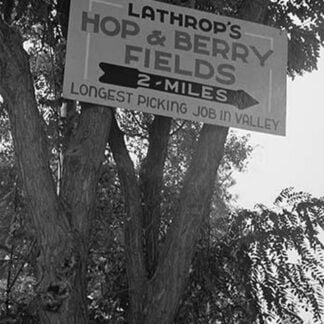 LATHROP'S
HOP & BERRY
FIELDS
2-MILES
LONGEST PICKING JOB IN VALLEY